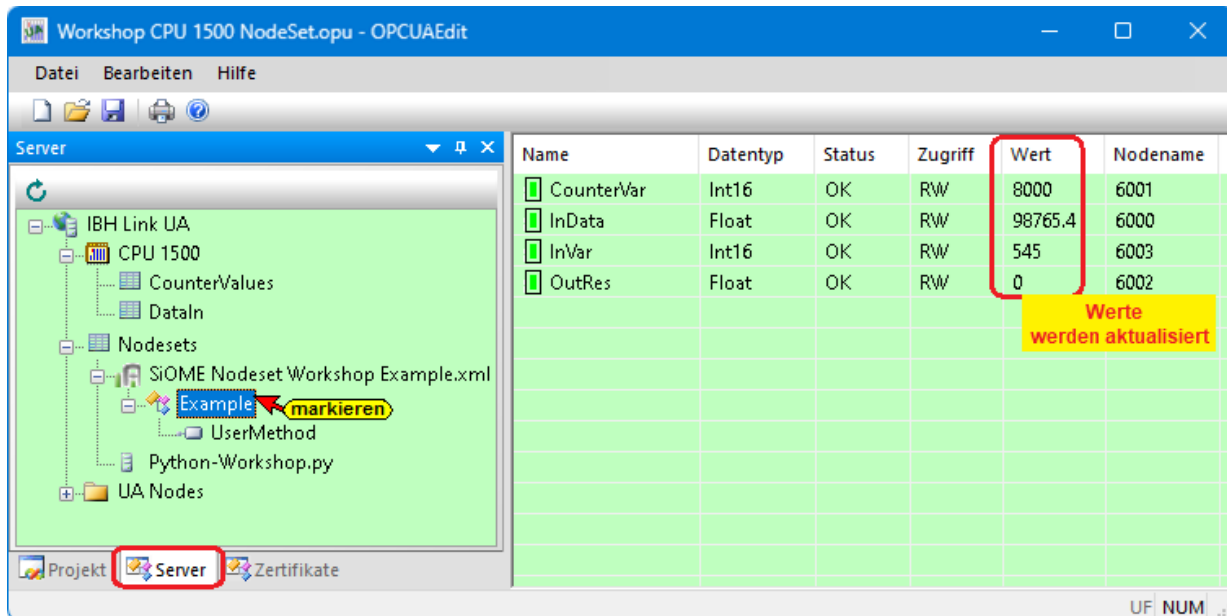 Workshop CPU 1500 NodeSet.opu - OPCUAEdit
Datei Bearbeiten Hilfe
Server
IBH Link UA
CPU 1500
CounterValues
DataIn
Nodesets
SiOME Nodeset Workshop Example.xml
Example markieren
UserMethod
Python-Workshop.py
UA Nodes
Projekt Server Zertifikate
Name Datentyp Status Zugriff Wert Nodename
CounterVar Int16 OK RW 8000 6001
InData Float OK RW 98765.4 6000
InVar Int16 OK RW 545 6003
OutRes Float OK RW 0 6002
Werte
werden aktualisiert
UF NUM